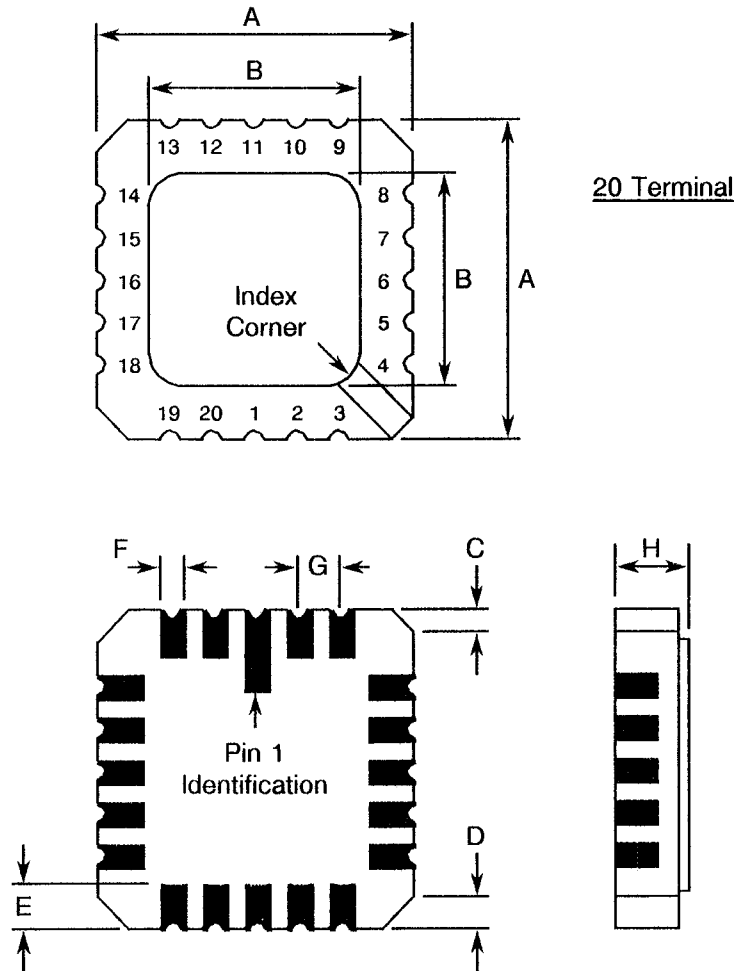 A
B
13 12 11 10 9
20 Terminal
14 8
15 7
16 6
17 5
18 4
B
A
Index
Corner
19 20 1 2 3
F
G
C
H
Pin 1
Identification
D
E